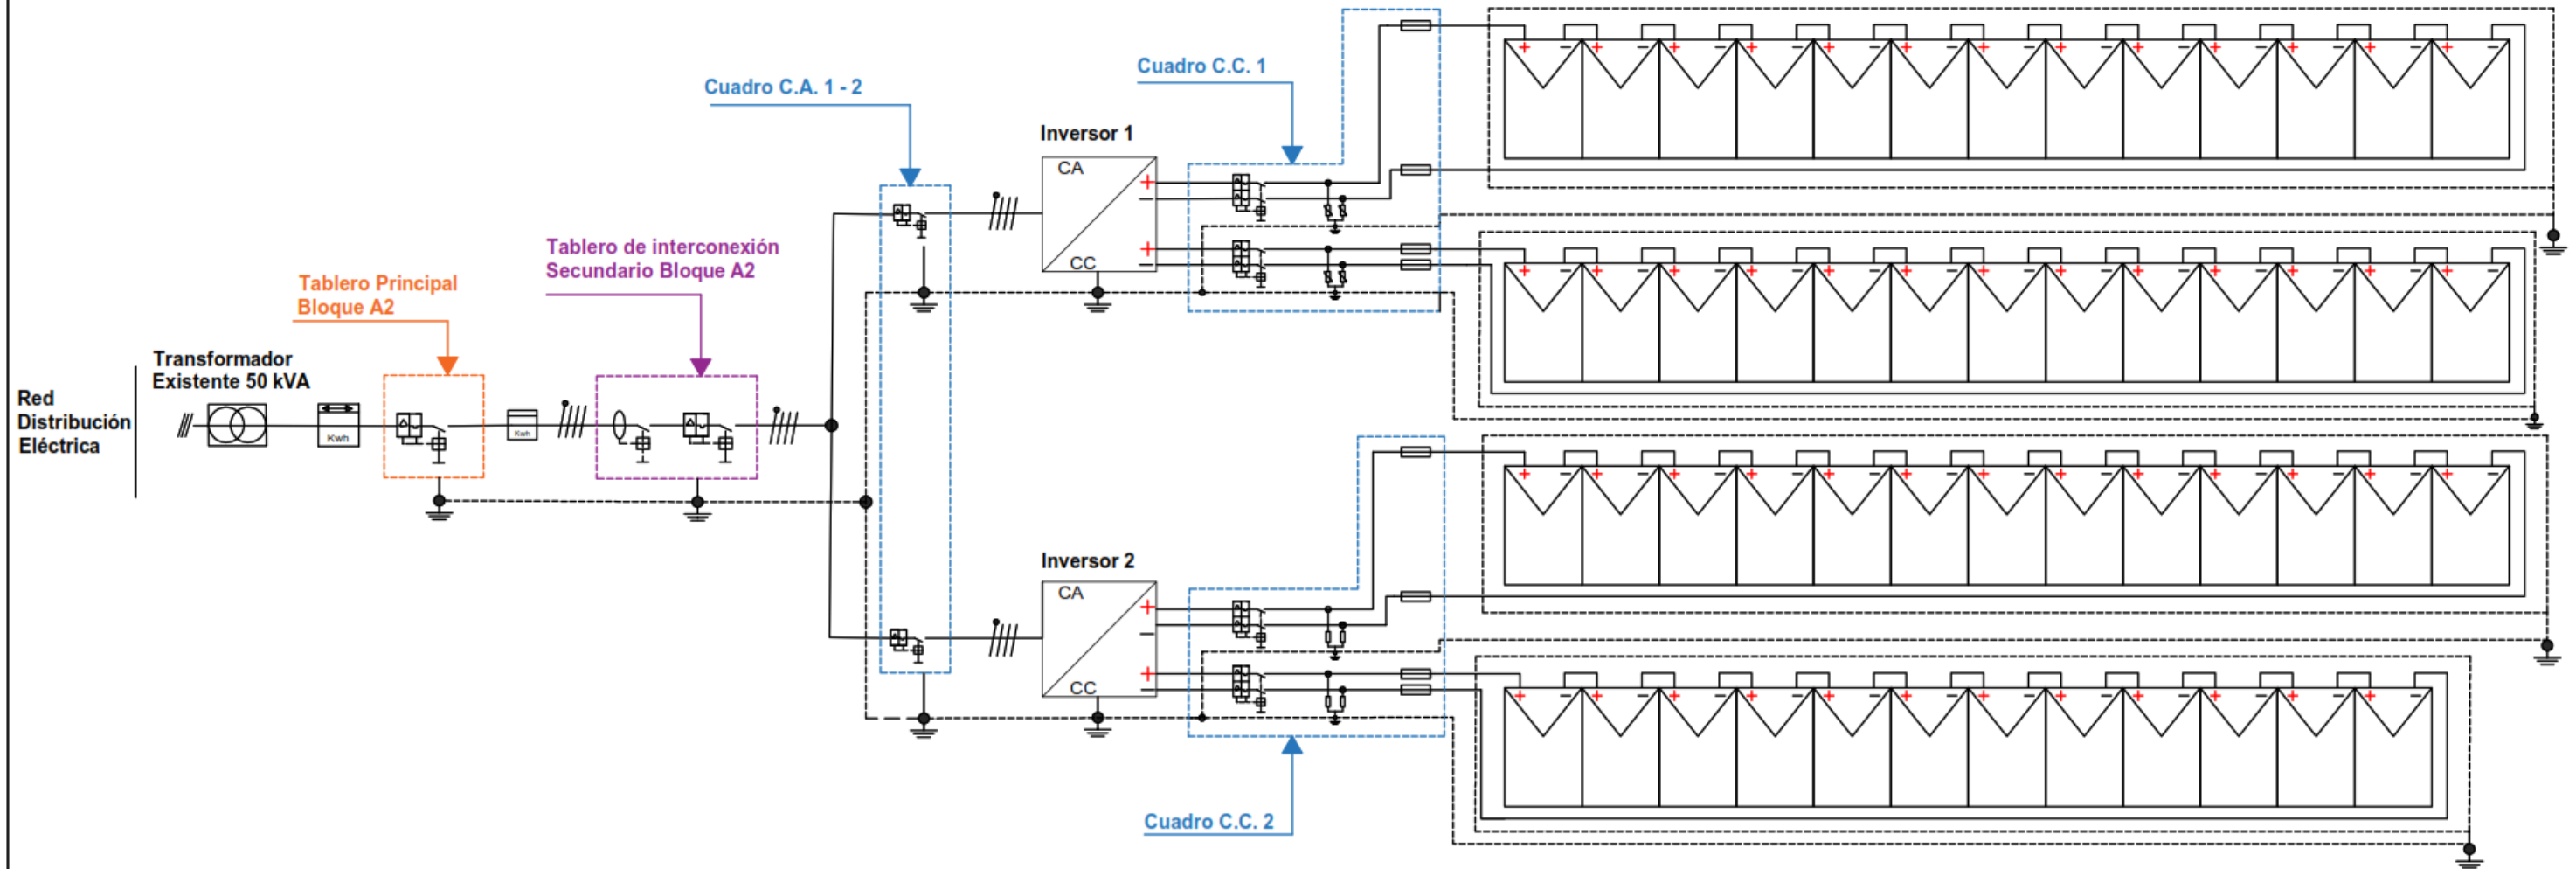 Cuadro C.C. 1
Cuadro C.A. 1 - 2
Inversor 1
CA
+
−
+
CC −
Tablero de interconexión
Secundario Bloque A2
Tablero Principal
Bloque A2
Transformador
Existente 50 kVA
Red
Distribución
Eléctrica
Kwh
Kwh
Inversor 2
CA
+
−
+
CC −
Cuadro C.C. 2
+ − + − + − + − + − + − + − + − + − + − + − + − + −
+ − + − + − + − + − + − + − + − + − + − + − + − + −
+ − + − + − + − + − + − + − + − + − + − + − + − + −
+ − + − + − + − + − + − + − + − + − + − + − + −